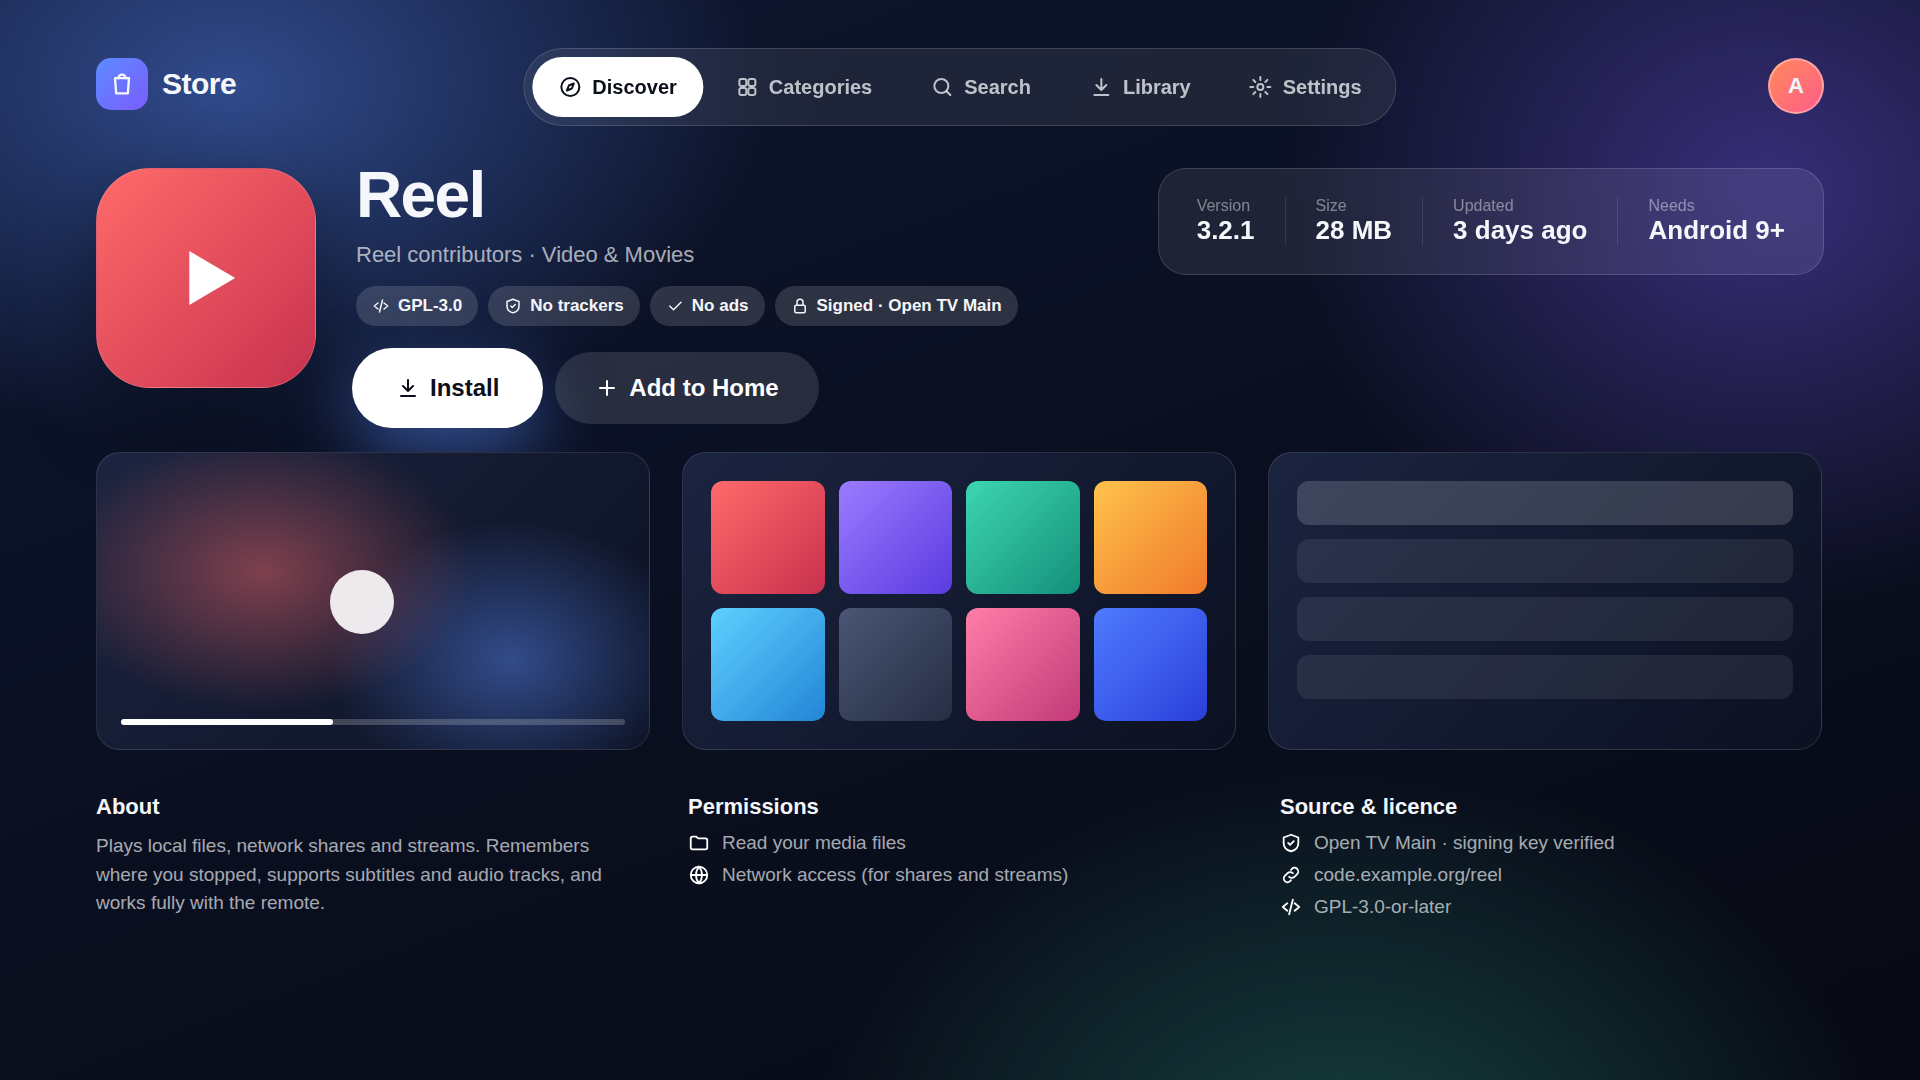 Store
Discover
Categories
Search
Library
Settings
A
Reel
Reel contributors · Video & Movies
GPL-3.0
No trackers
No ads
Signed · Open TV Main
Install
Add to Home
Version
3.2.1
Size
28 MB
Updated
3 days ago
Needs
Android 9+
About
Plays local files, network shares and streams. Remembers
where you stopped, supports subtitles and audio tracks, and
works fully with the remote.
Permissions
Read your media files
Network access (for shares and streams)
Source & licence
Open TV Main · signing key verified
code.example.org/reel
GPL-3.0-or-later